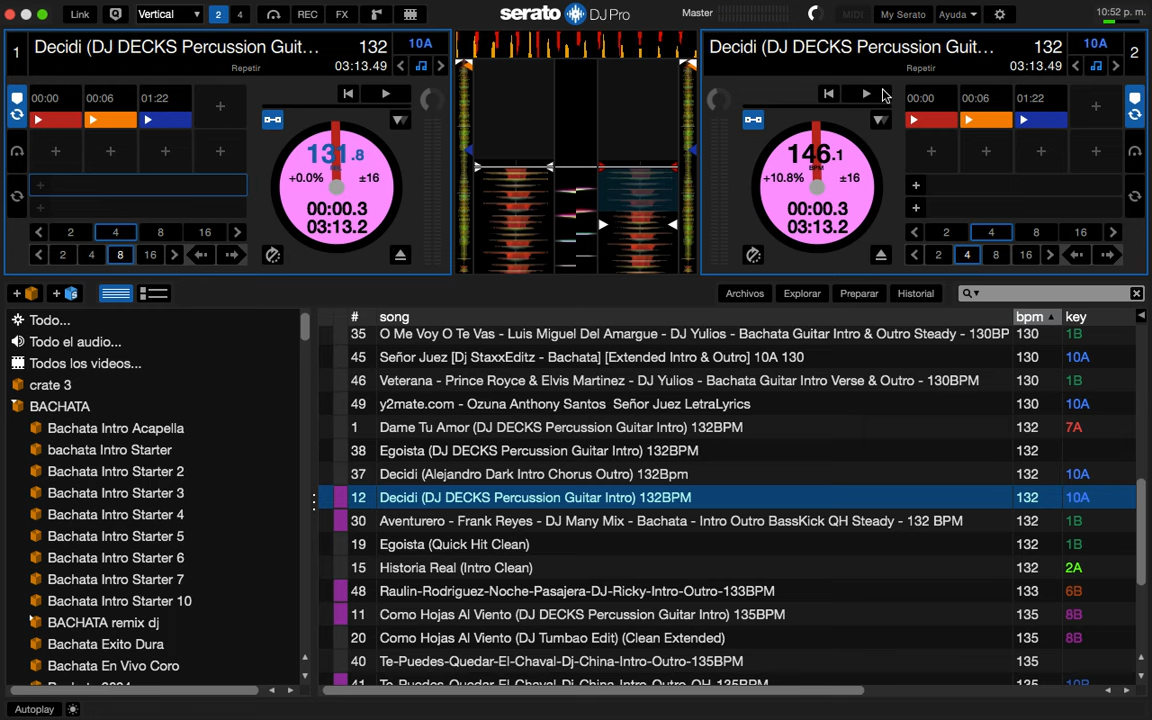 Link Vertical 2 4 REC FX serato DJ Pro Master MIDI My Serato Ayuda 10:52 p. m.
1 Decidi (DJ DECKS Percussion Guit... 132 10A
Repetir 03:13.49
Decidi (DJ DECKS Percussion Guit... 132 10A 2
Repetir 03:13.49
00:00 00:06 01:22
131.8
+0.0% ±16
00:00.3
03:13.2
2 4 8 16
2 4 8 16
146.1
BPM
+10.8% ±16
00:00.3
03:13.2
00:00 00:06 01:22
2 4 8 16
2 4 8 16
Archivos Explorar Preparar Historial
Todo...
Todo el audio...
Todos los videos...
crate 3
BACHATA
Bachata Intro Acapella
bachata Intro Starter
Bachata Intro Starter 2
Bachata Intro Starter 3
Bachata Intro Starter 4
Bachata Intro Starter 5
Bachata Intro Starter 6
Bachata Intro Starter 7
Bachata Intro Starter 10
BACHATA remix dj
Bachata Exito Dura
Bachata En Vivo Coro
# song bpm key
35 O Me Voy O Te Vas - Luis Miguel Del Amargue - DJ Yulios - Bachata Guitar Intro & Outro Steady - 130BP 130 1B
45 Señor Juez [Dj StaxxEditz - Bachata] [Extended Intro & Outro] 10A 130 130 10A
46 Veterana - Prince Royce & Elvis Martinez - DJ Yulios - Bachata Guitar Intro Verse & Outro - 130BPM 130 1B
49 y2mate.com - Ozuna Anthony Santos Señor Juez LetraLyrics 130 10A
1 Dame Tu Amor (DJ DECKS Percussion Guitar Intro) 132BPM 132 7A
38 Egoista (DJ DECKS Percussion Guitar Intro) 132BPM 132
37 Decidi (Alejandro Dark Intro Chorus Outro) 132Bpm 132 10A
12 Decidi (DJ DECKS Percussion Guitar Intro) 132BPM 132 10A
30 Aventurero - Frank Reyes - DJ Many Mix - Bachata - Intro Outro BassKick QH Steady - 132 BPM 132 1B
19 Egoista (Quick Hit Clean) 132 1B
15 Historia Real (Intro Clean) 132 2A
48 Raulin-Rodriguez-Noche-Pasajera-DJ-Ricky-Intro-Outro-133BPM 133 6B
11 Como Hojas Al Viento (DJ DECKS Percussion Guitar Intro) 135BPM 135 8B
20 Como Hojas Al Viento (DJ Tumbao Edit) (Clean Extended) 135 8B
40 Te-Puedes-Quedar-El-Chaval-Dj-China-Intro-Outro-135BPM 135
41 Te-Puedes-Quedar-El-Chaval-Dj-China-Intro-Outro-QH-135BPM 135 10B
Autoplay